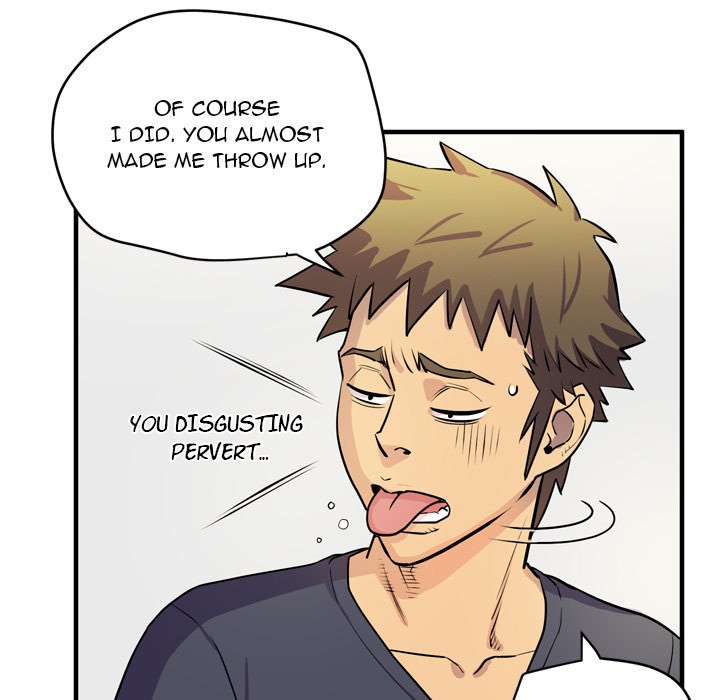 OF COURSE
I DID. YOU ALMOST
MADE ME THROW UP.
YOU DISGUSTING
PERVERT...